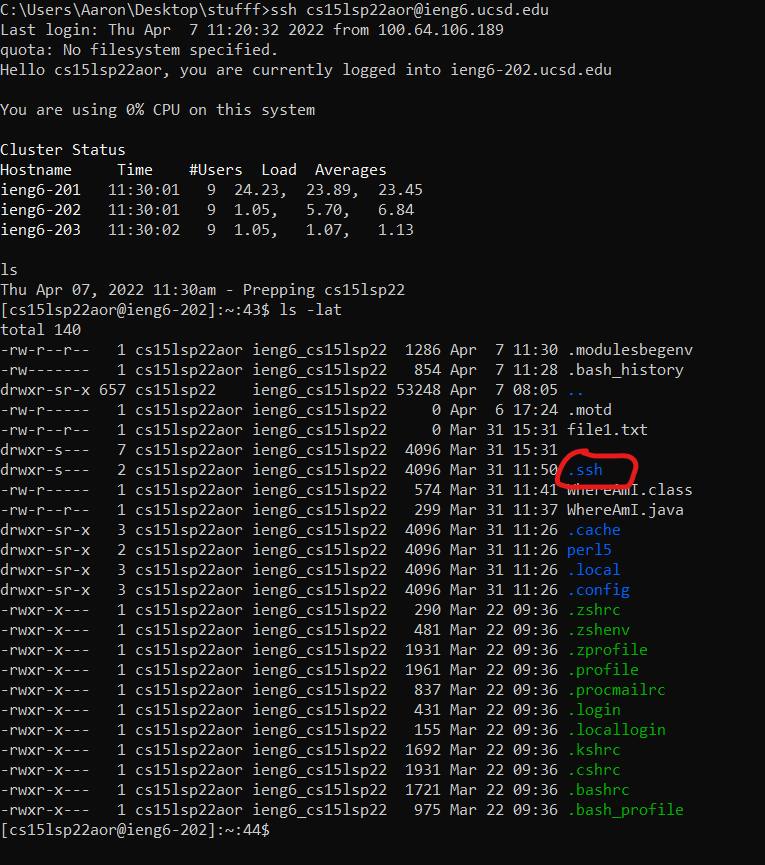 C:\Users\Aaron\Desktop\stufff>ssh cs15lsp22aor@ieng6.ucsd.edu
Last login: Thu Apr  7 11:20:32 2022 from 100.64.106.189
quota: No filesystem specified.
Hello cs15lsp22aor, you are currently logged into ieng6-202.ucsd.edu
You are using 0% CPU on this system
Cluster Status
Hostname     Time    #Users  Load  Averages
ieng6-201   11:30:01   9  24.23,  23.89,  23.45
ieng6-202   11:30:01   9  1.05,   5.70,   6.84
ieng6-203   11:30:02   9  1.05,   1.07,   1.13
ls
Thu Apr 07, 2022 11:30am - Prepping cs15lsp22
[cs15lsp22aor@ieng6-202]:~:43$ ls -lat
total 140
-rw-r--r--   1 cs15lsp22aor ieng6_cs15lsp22  1286 Apr  7 11:30 .modulesbegenv
-rw-------   1 cs15lsp22aor ieng6_cs15lsp22   854 Apr  7 11:28 .bash_history
drwxr-sr-x 657 cs15lsp22    ieng6_cs15lsp22 53248 Apr  7 08:05 ..
-rw-r-----   1 cs15lsp22aor ieng6_cs15lsp22     0 Apr  6 17:24 .motd
-rw-r--r--   1 cs15lsp22aor ieng6_cs15lsp22     0 Mar 31 15:31 file1.txt
drwxr-s---   7 cs15lsp22aor ieng6_cs15lsp22  4096 Mar 31 15:31
drwxr-s---   2 cs15lsp22aor ieng6_cs15lsp22  4096 Mar 31 11:50 .ssh
-rw-r-----   1 cs15lsp22aor ieng6_cs15lsp22   574 Mar 31 11:41 WhereAmI.class
-rw-r-----   1 cs15lsp22aor ieng6_cs15lsp22   299 Mar 31 11:37 WhereAmI.java
drwxr-sr-x   3 cs15lsp22aor ieng6_cs15lsp22  4096 Mar 31 11:26 .cache
drwxr-sr-x   2 cs15lsp22aor ieng6_cs15lsp22  4096 Mar 31 11:26 perl5
drwxr-sr-x   3 cs15lsp22aor ieng6_cs15lsp22  4096 Mar 31 11:26 .local
drwxr-sr-x   3 cs15lsp22aor ieng6_cs15lsp22  4096 Mar 31 11:26 .config
-rwxr-x---   1 cs15lsp22aor ieng6_cs15lsp22   290 Mar 22 09:36 .zshrc
-rwxr-x---   1 cs15lsp22aor ieng6_cs15lsp22   481 Mar 22 09:36 .zshenv
-rwxr-x---   1 cs15lsp22aor ieng6_cs15lsp22  1931 Mar 22 09:36 .zprofile
-rwxr-x---   1 cs15lsp22aor ieng6_cs15lsp22  1961 Mar 22 09:36 .profile
-rwxr-x---   1 cs15lsp22aor ieng6_cs15lsp22   837 Mar 22 09:36 .procmailrc
-rwxr-x---   1 cs15lsp22aor ieng6_cs15lsp22   431 Mar 22 09:36 .login
-rwxr-x---   1 cs15lsp22aor ieng6_cs15lsp22   155 Mar 22 09:36 .locallogin
-rwxr-x---   1 cs15lsp22aor ieng6_cs15lsp22  1692 Mar 22 09:36 .kshrc
-rwxr-x---   1 cs15lsp22aor ieng6_cs15lsp22  1931 Mar 22 09:36 .cshrc
-rwxr-x---   1 cs15lsp22aor ieng6_cs15lsp22  1721 Mar 22 09:36 .bashrc
-rwxr-x---   1 cs15lsp22aor ieng6_cs15lsp22   975 Mar 22 09:36 .bash_profile
[cs15lsp22aor@ieng6-202]:~:44$